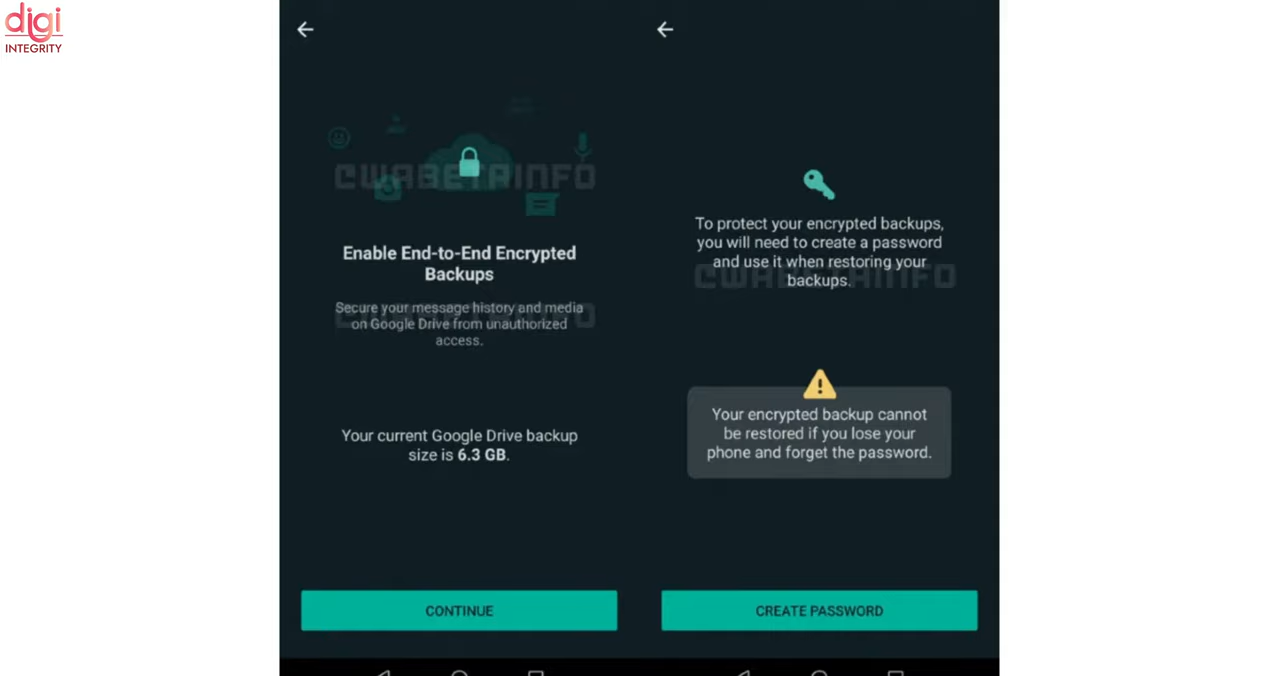 digi
INTEGRITY
CWABETAINFO
Enable End-to-End Encrypted
Backups
Secure your message history and media
on Google Drive from unauthorized
access.
CWABETAINFO
Your current Google Drive backup
size is 6.3 GB.
CONTINUE
To protect your encrypted backups,
you will need to create a password
and use it when restoring your
backups.
CWABETAINFO
Your encrypted backup cannot
be restored if you lose your
phone and forget the password.
CREATE PASSWORD